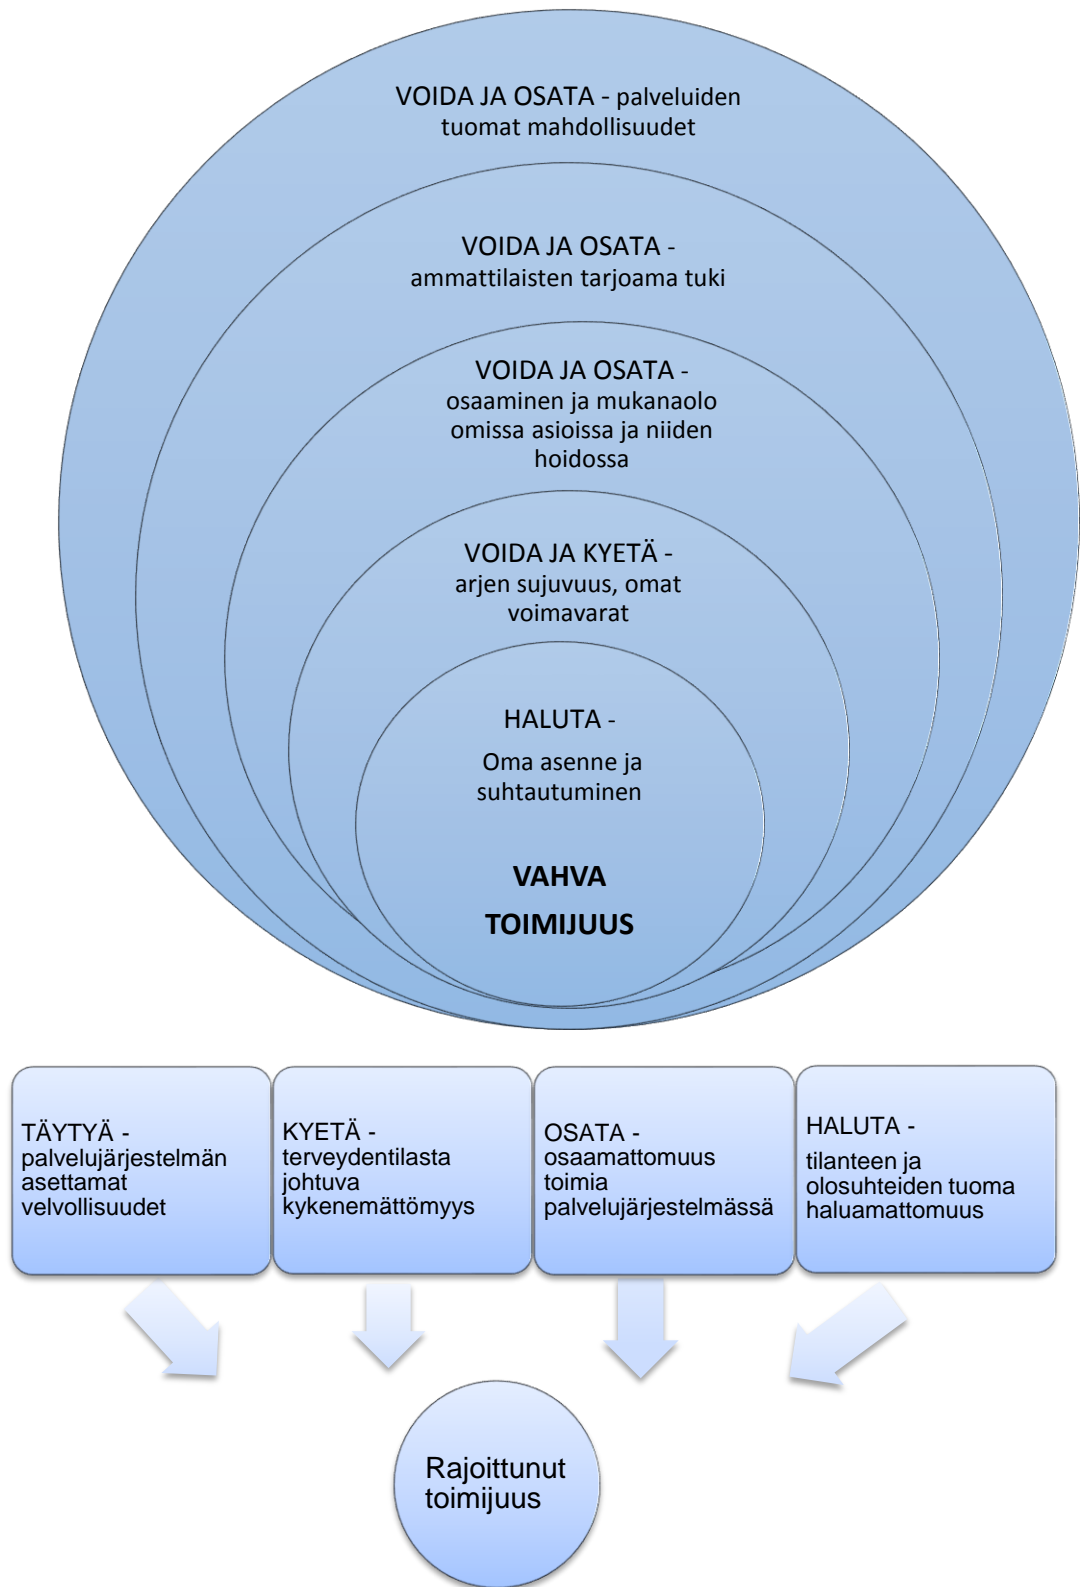 VOIDA JA OSATA - palveluiden
tuomat mahdollisuudet
VOIDA JA OSATA -
ammattilaisten tarjoama tuki
VOIDA JA OSATA -
osaaminen ja mukanaolo
omissa asioissa ja niiden
hoidossa
VOIDA JA KYETÄ -
arjen sujuvuus, omat
voimavarat
HALUTA -
Oma asenne ja
suhtautuminen
VAHVA
TOIMIJUUS
TÄYTYÄ -
palvelujärjestelmän
asettamat
velvollisuudet
KYETÄ -
terveydentilasta
johtuva
kykenemättömyys
OSATA -
osaamattomuus
toimia
palvelujärjestelmässä
HALUTA -
tilanteen ja
olosuhteiden tuoma
haluamattomuus
Rajoittunut
toimijuus